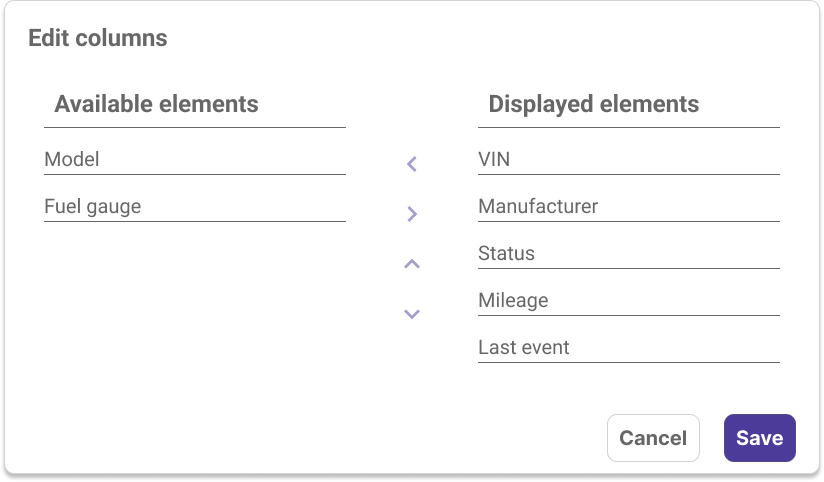 Edit columns
Available elements
Displayed elements
Model
VIN
Fuel gauge
Manufacturer
Status
Mileage
Last event
Cancel
Save